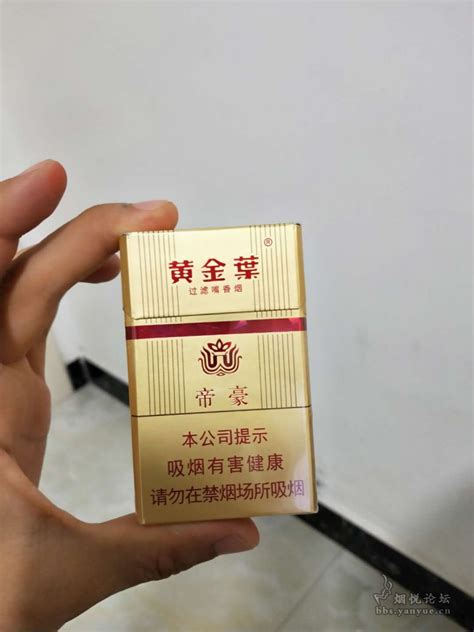 黄金葉®
过滤嘴香烟
帝豪
本公司提示
吸烟有害健康
请勿在禁烟场所吸烟
烟悦论坛
bbs.yanyue.cn